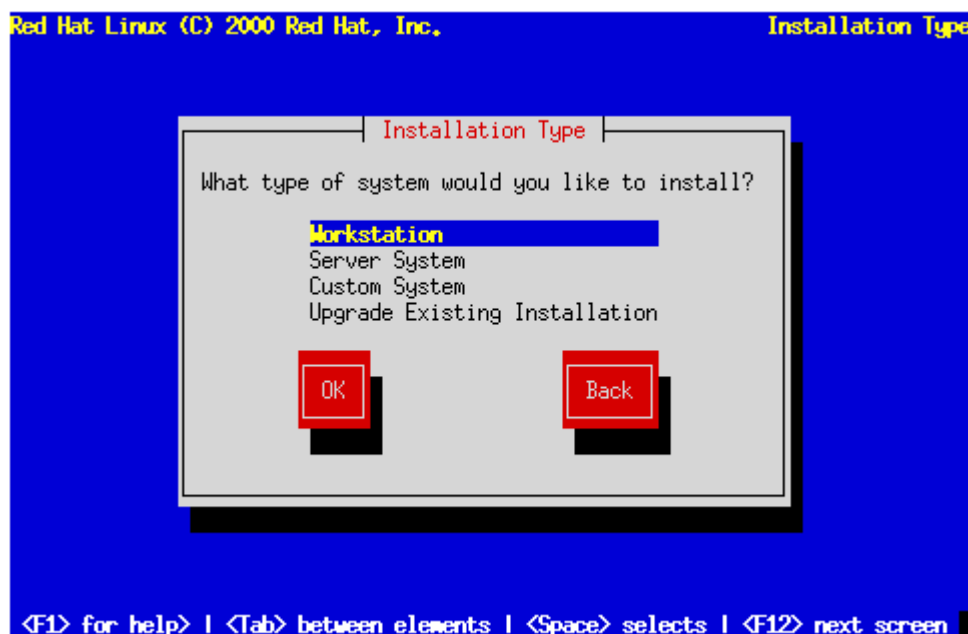 Red Hat Linux (C) 2000 Red Hat, Inc. Installation Type
Installation Type
What type of system would you like to install?
Workstation
Server System
Custom System
Upgrade Existing Installation
OK Back
<F1> for help> | <Tab> between elements | <Space> selects | <F12> next screen